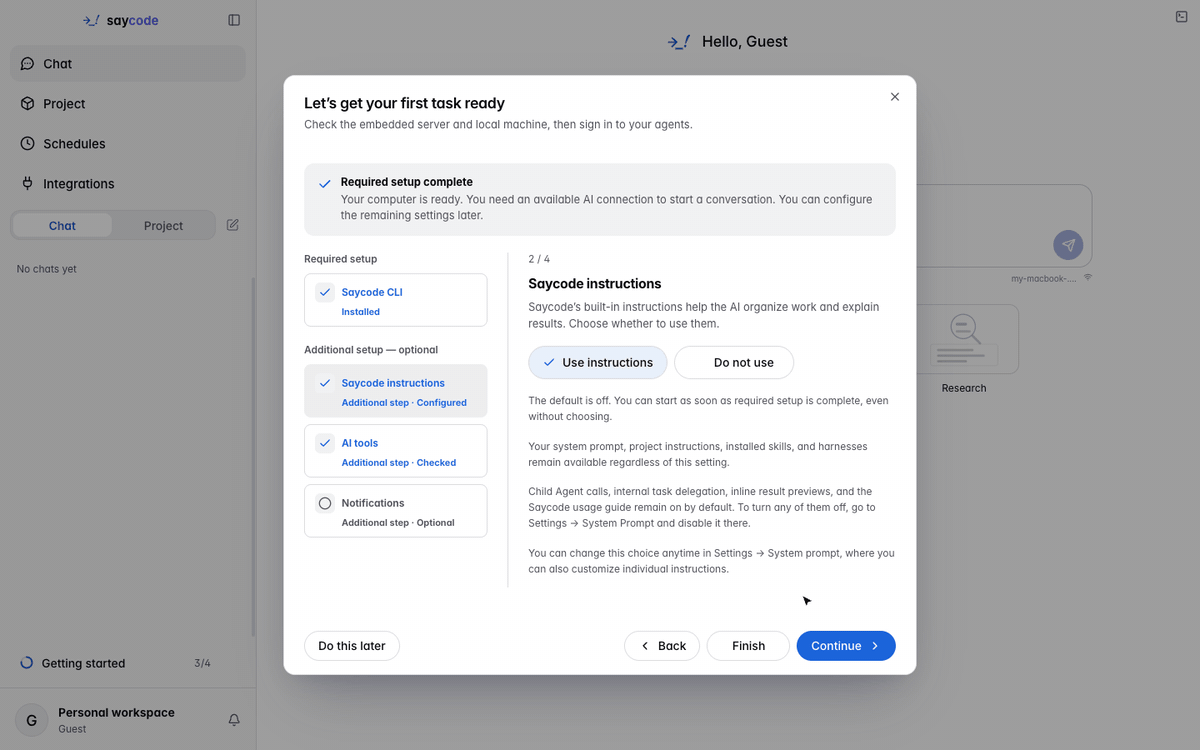 saycode
Chat
Project
Schedules
Integrations
Chat
Project
No chats yet
Getting started
3/4
G
Personal workspace
Guest
Hello, Guest
my-macbook-....
Research
Let's get your first task ready
Check the embedded server and local machine, then sign in to your agents.
Required setup complete
Your computer is ready. You need an available AI connection to start a conversation. You can configure
the remaining settings later.
Required setup
Saycode CLI
Installed
Additional setup — optional
Saycode instructions
Additional step · Configured
AI tools
Additional step · Checked
Notifications
Additional step · Optional
2 / 4
Saycode instructions
Saycode's built-in instructions help the AI organize work and explain
results. Choose whether to use them.
Use instructions
Do not use
The default is off. You can start as soon as required setup is complete, even
without choosing.
Your system prompt, project instructions, installed skills, and harnesses
remain available regardless of this setting.
Child Agent calls, internal task delegation, inline result previews, and the
Saycode usage guide remain on by default. To turn any of them off, go to
Settings → System Prompt and disable it there.
You can change this choice anytime in Settings → System prompt, where you
can also customize individual instructions.
Do this later
Back
Finish
Continue